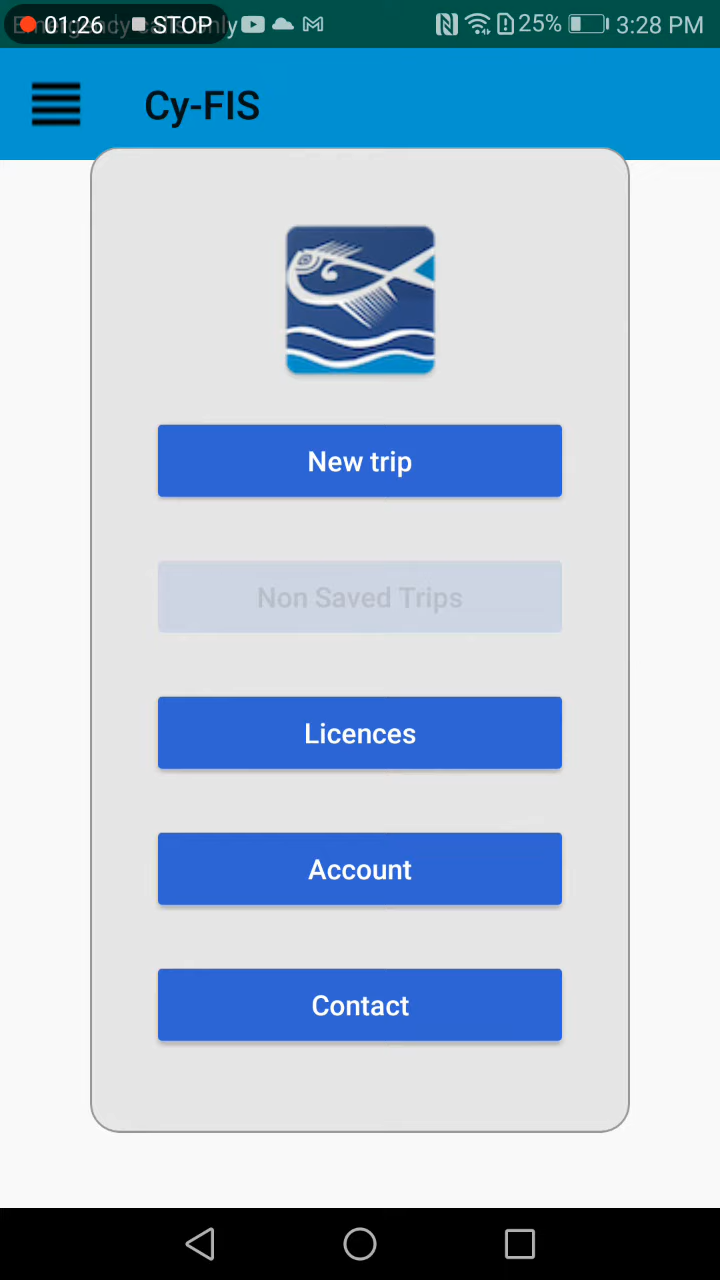 01:26 STOP 25% 3:28 PM
Cy-FIS
New trip
Non Saved Trips
Licences
Account
Contact